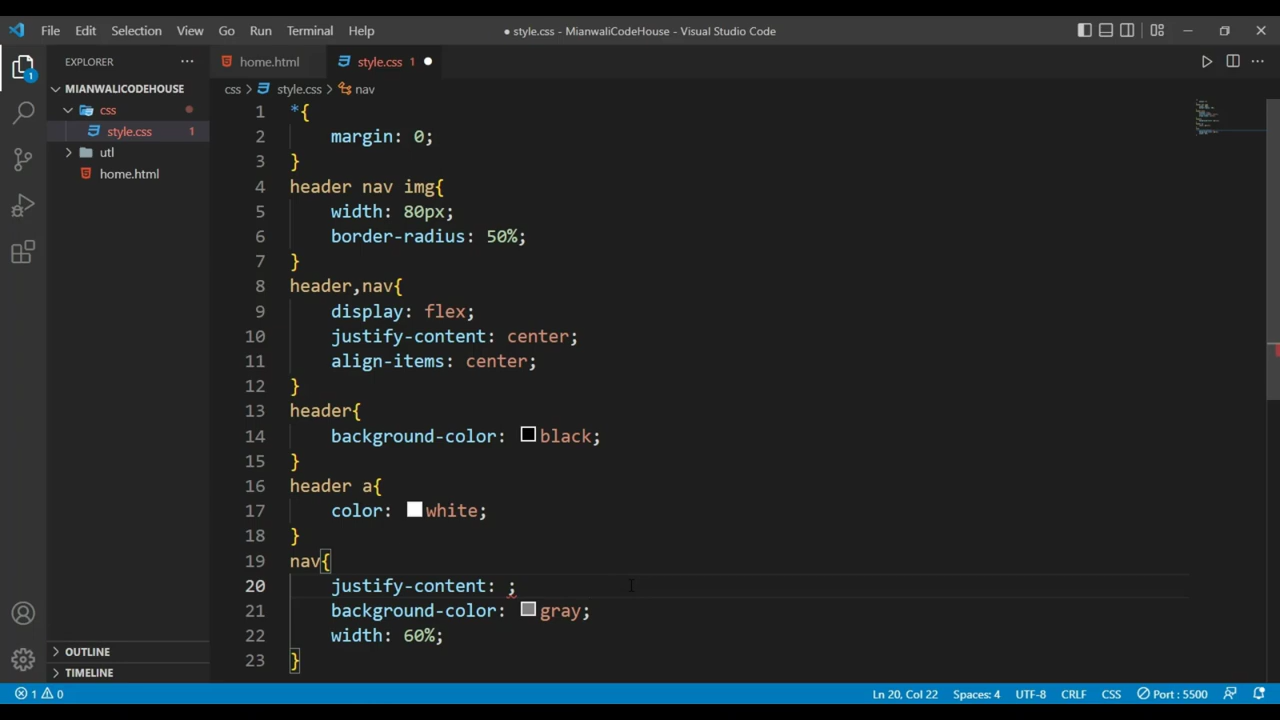 File Edit Selection View Go Run Terminal Help ● style.css - MianwaliCodeHouse - Visual Studio Code
EXPLORER ··· home.html style.css 1 ●
MIANWALICODEHOUSE css > style.css > nav
css
style.css 1
utl
home.html
1 *{
2 margin: 0;
3 }
4 header nav img{
5 width: 80px;
6 border-radius: 50%;
7 }
8 header,nav{
9 display: flex;
10 justify-content: center;
11 align-items: center;
12 }
13 header{
14 background-color: black;
15 }
16 header a{
17 color: white;
18 }
19 nav{
20 justify-content: ;
21 background-color: gray;
22 width: 60%;
23 }
OUTLINE
TIMELINE
1 0 Ln 20, Col 22 Spaces: 4 UTF-8 CRLF CSS Port : 5500
1